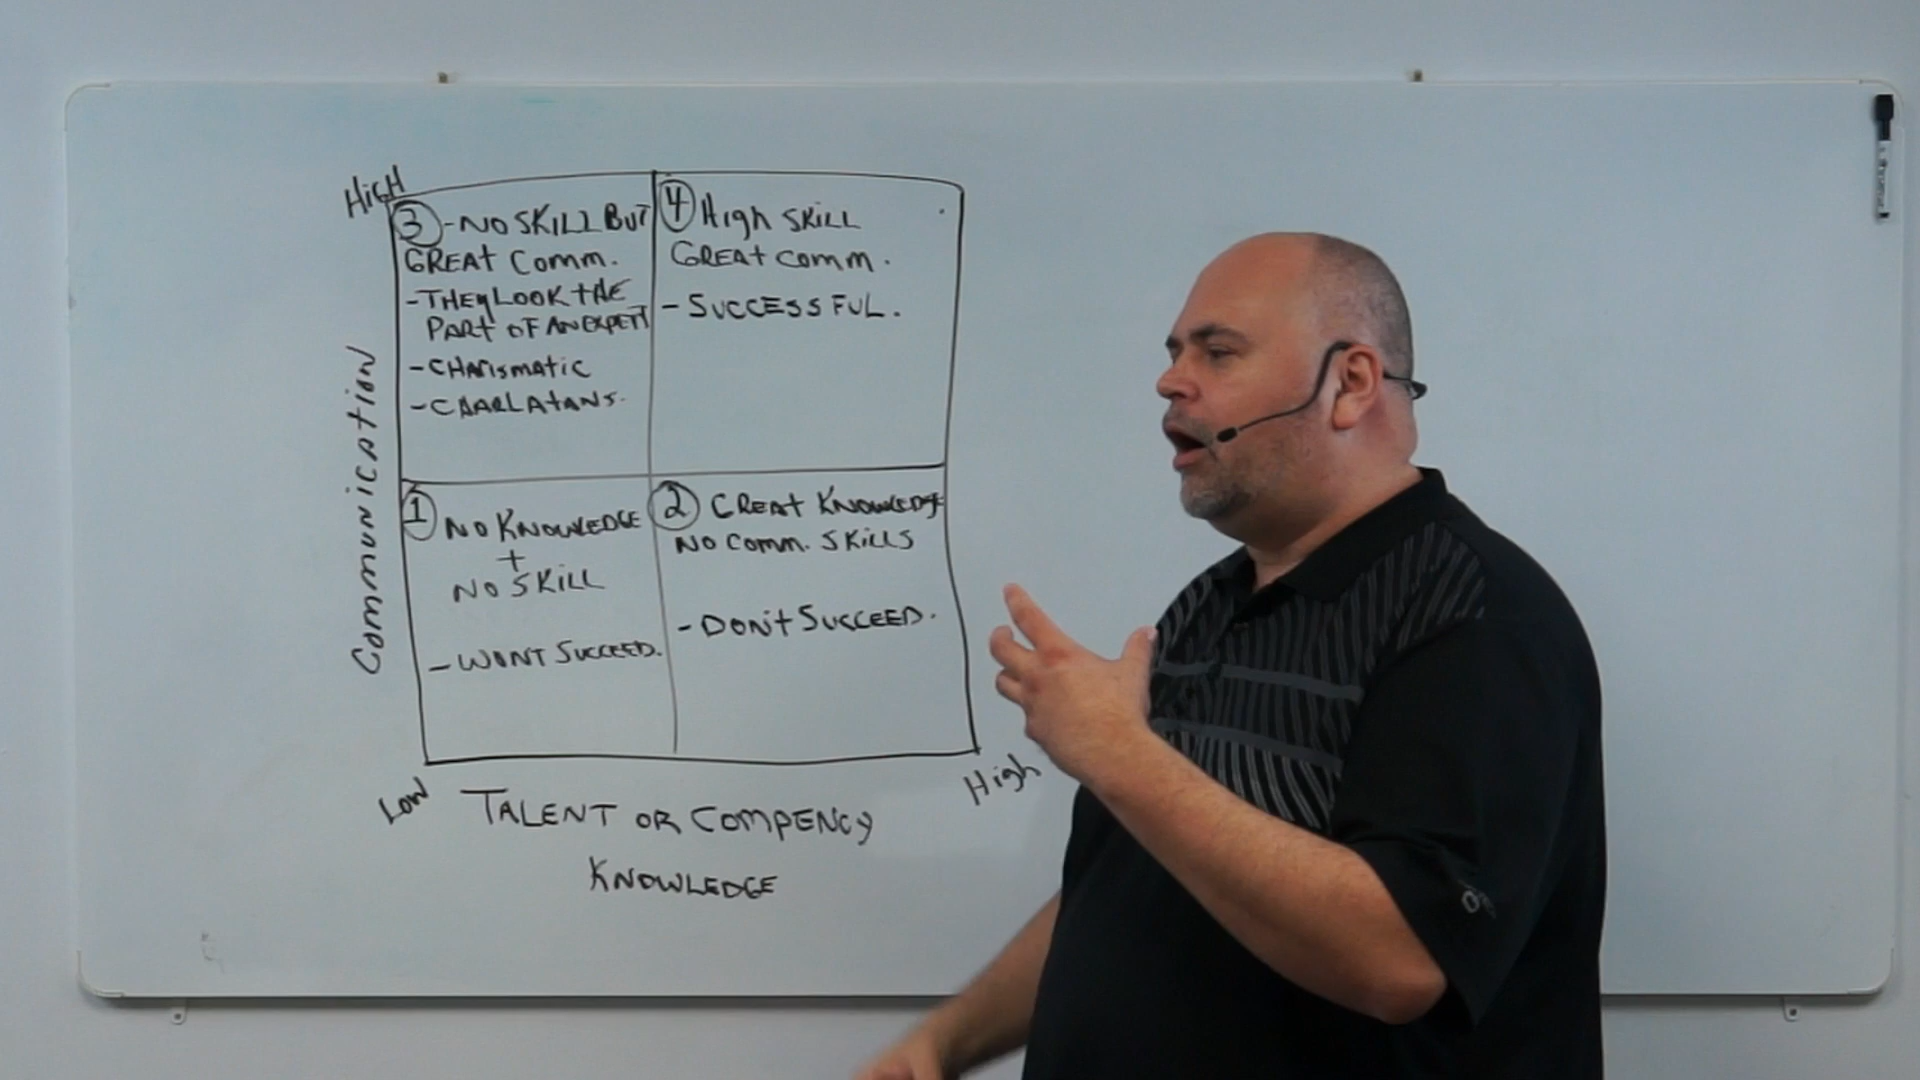 HIGH
③ - NO SKILL BUT
GREAT COMM.
- THEY LOOK THE
PART OF AN EXPERT
- CHARISMATIC
- CHARLATANS.
④ HIGH SKILL
GREAT COMM.
- SUCCESSFUL.
COMMUNICATION
① NO KNOWLEDGE
+
NO SKILL
- WONT SUCCEED.
② GREAT KNOWLEDGE
NO COMM. SKILLS
- DON'T SUCCEED.
LOW
High
TALENT OR COMPENCY
KNOWLEDGE